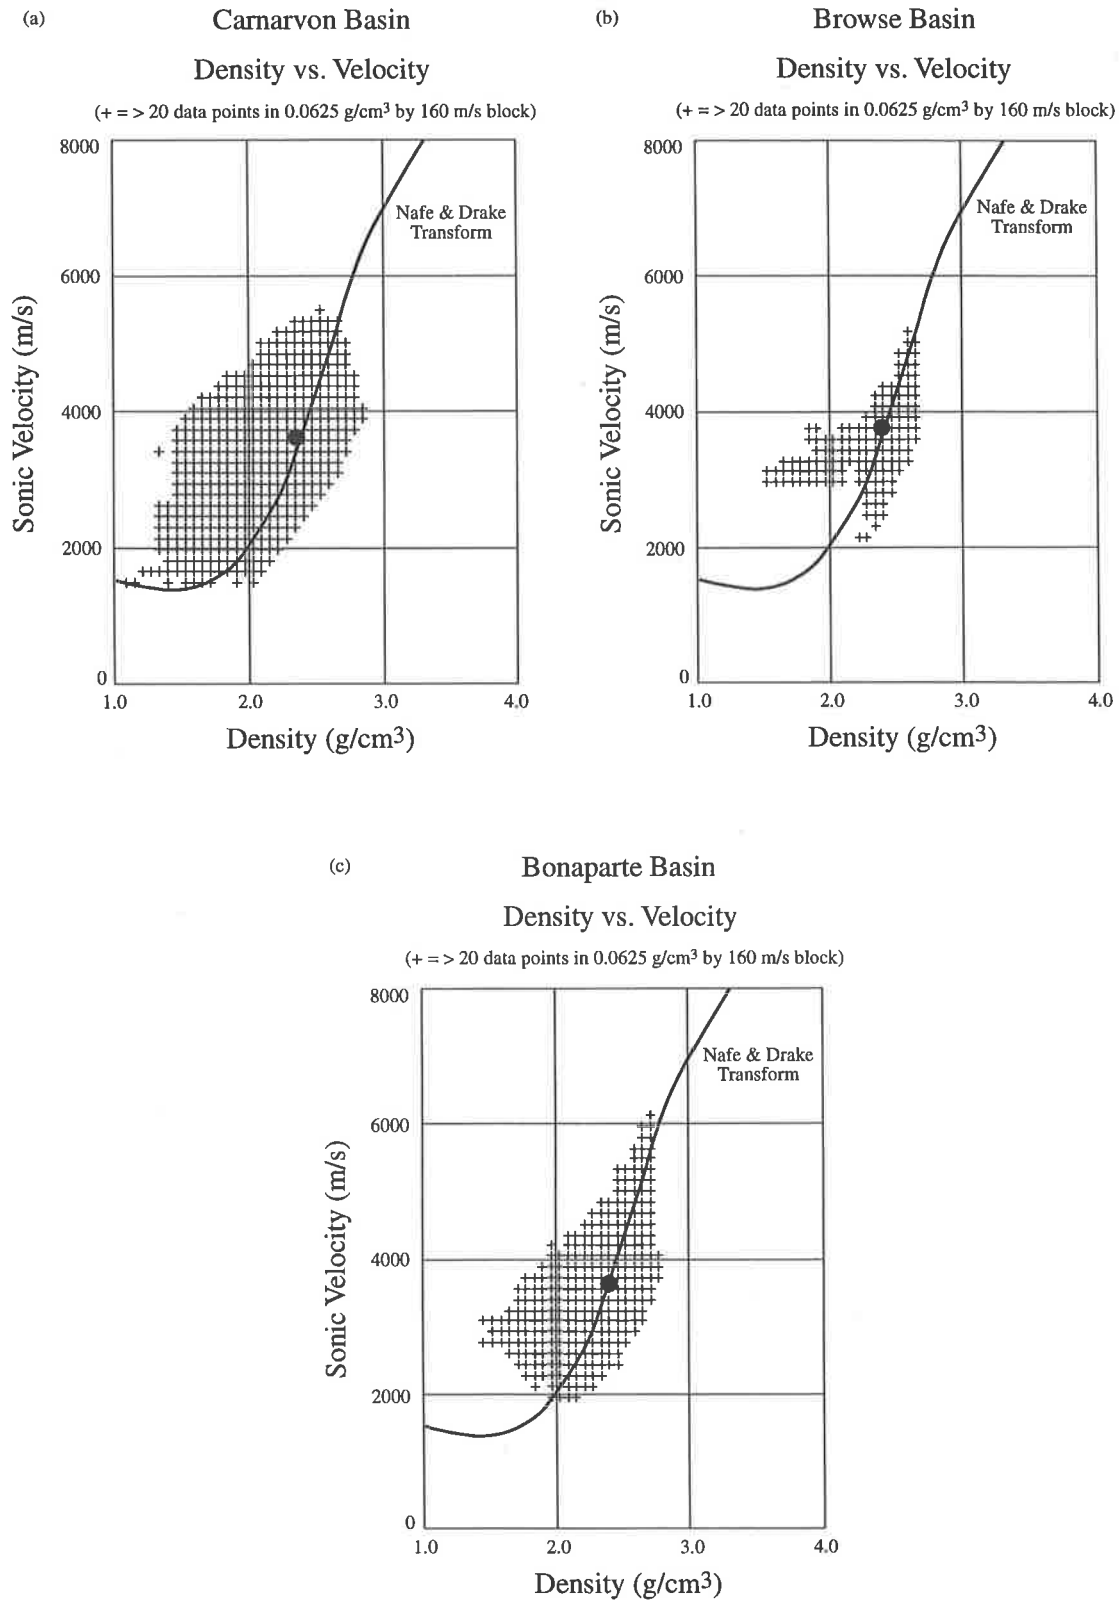 (a)
Carnarvon Basin
Density vs. Velocity
(+ = > 20 data points in 0.0625 g/cm³ by 160 m/s block)
8000
6000
4000
2000
0
Sonic Velocity (m/s)
Nafe & Drake
Transform
1.0
2.0
3.0
4.0
Density (g/cm³)
(b)
Browse Basin
Density vs. Velocity
(+ = > 20 data points in 0.0625 g/cm³ by 160 m/s block)
8000
6000
4000
2000
0
Sonic Velocity (m/s)
Nafe & Drake
Transform
1.0
2.0
3.0
4.0
Density (g/cm³)
(c)
Bonaparte Basin
Density vs. Velocity
(+ = > 20 data points in 0.0625 g/cm³ by 160 m/s block)
8000
6000
4000
2000
0
Sonic Velocity (m/s)
Nafe & Drake
Transform
1.0
2.0
3.0
4.0
Density (g/cm³)